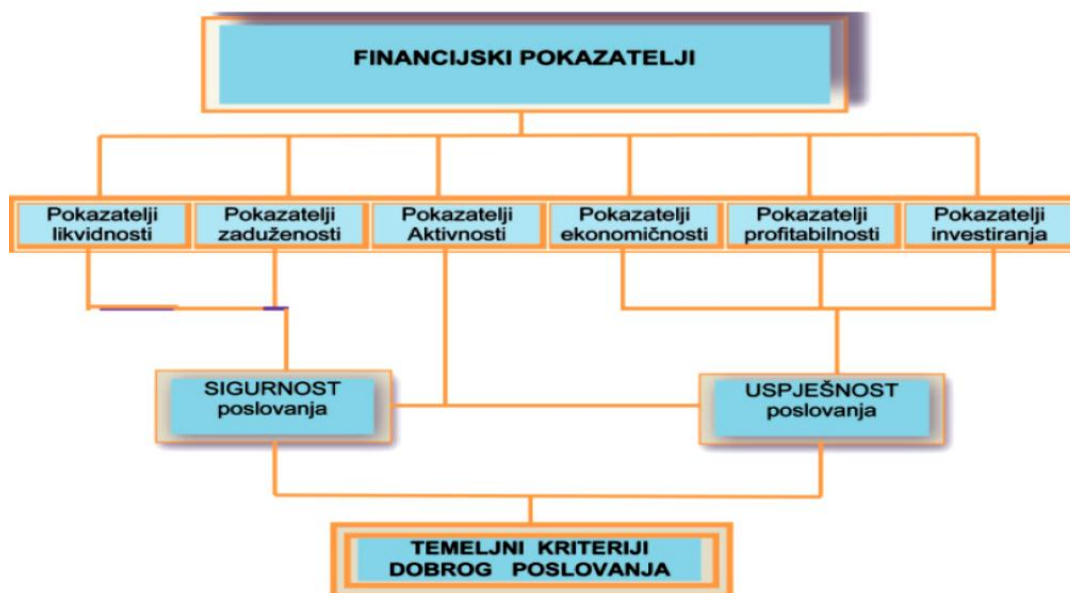 FINANCIJSKI POKAZATELJI
Pokazatelji
likvidnosti
Pokazatelji
zaduženosti
Pokazatelji
Aktivnosti
Pokazatelji
ekonomičnosti
Pokazatelji
profitabilnosti
Pokazatelji
investiranja
SIGURNOST
poslovanja
USPJEŠNOST
poslovanja
TEMELJNI KRITERIJI
DOBROG POSLOVANJA